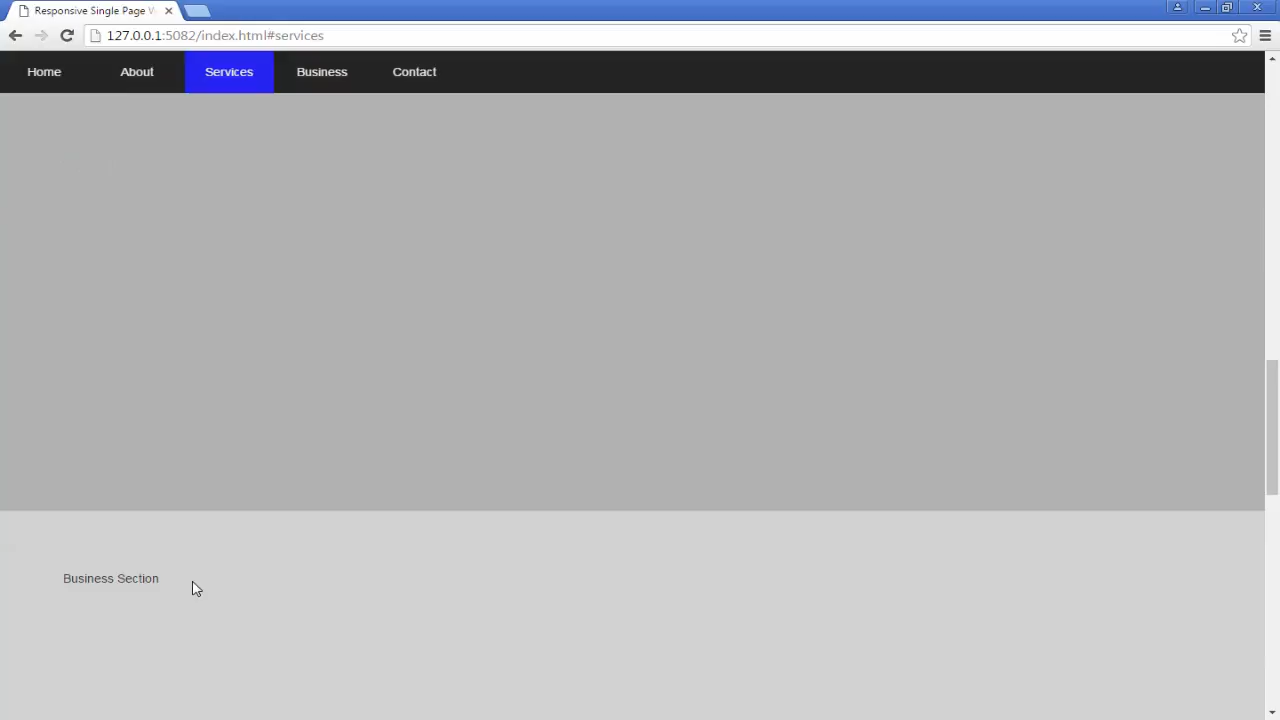 Responsive Single Page
127.0.0.1:5082/index.html#services
Home About Services Business Contact
Business Section